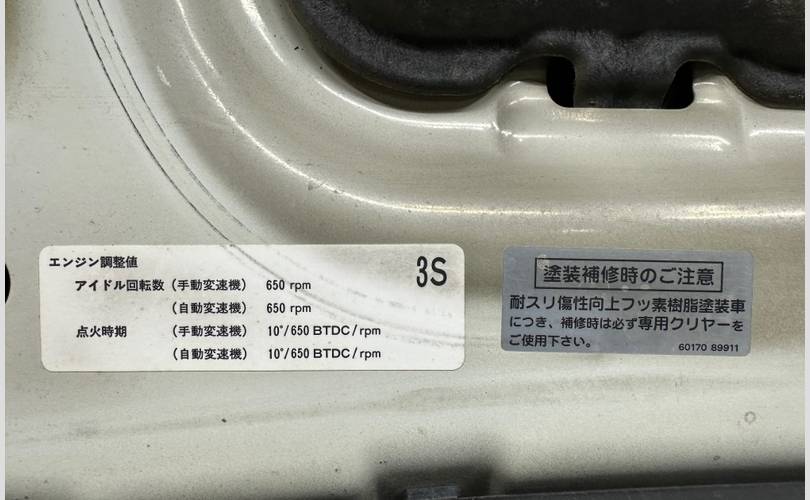 エンジン調整値
3S
アイドル回転数（手動変速機） 650 rpm
（自動変速機） 650 rpm
点火時期 （手動変速機） 10°/650 BTDC/rpm
（自動変速機） 10°/650 BTDC/rpm
塗装補修時のご注意
耐スリ傷性向上フッ素樹脂塗装車
につき、補修時は必ず専用クリヤーを
ご使用下さい。
60170 89911